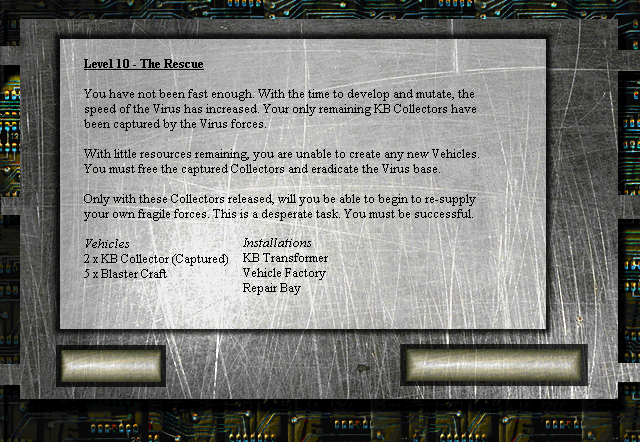 Level 10 - The Rescue
You have not been fast enough. With the time to develop and mutate, the
speed of the Virus has increased. Your only remaining KB Collectors have
been captured by the Virus forces.
With little resources remaining, you are unable to create any new Vehicles.
You must free the captured Collectors and eradicate the Virus base.
Only with these Collectors released, will you be able to begin to re-supply
your own fragile forces. This is a desperate task. You must be successful.
Vehicles
2 x KB Collector (Captured)
5 x Blaster Craft
Installations
KB Transformer
Vehicle Factory
Repair Bay